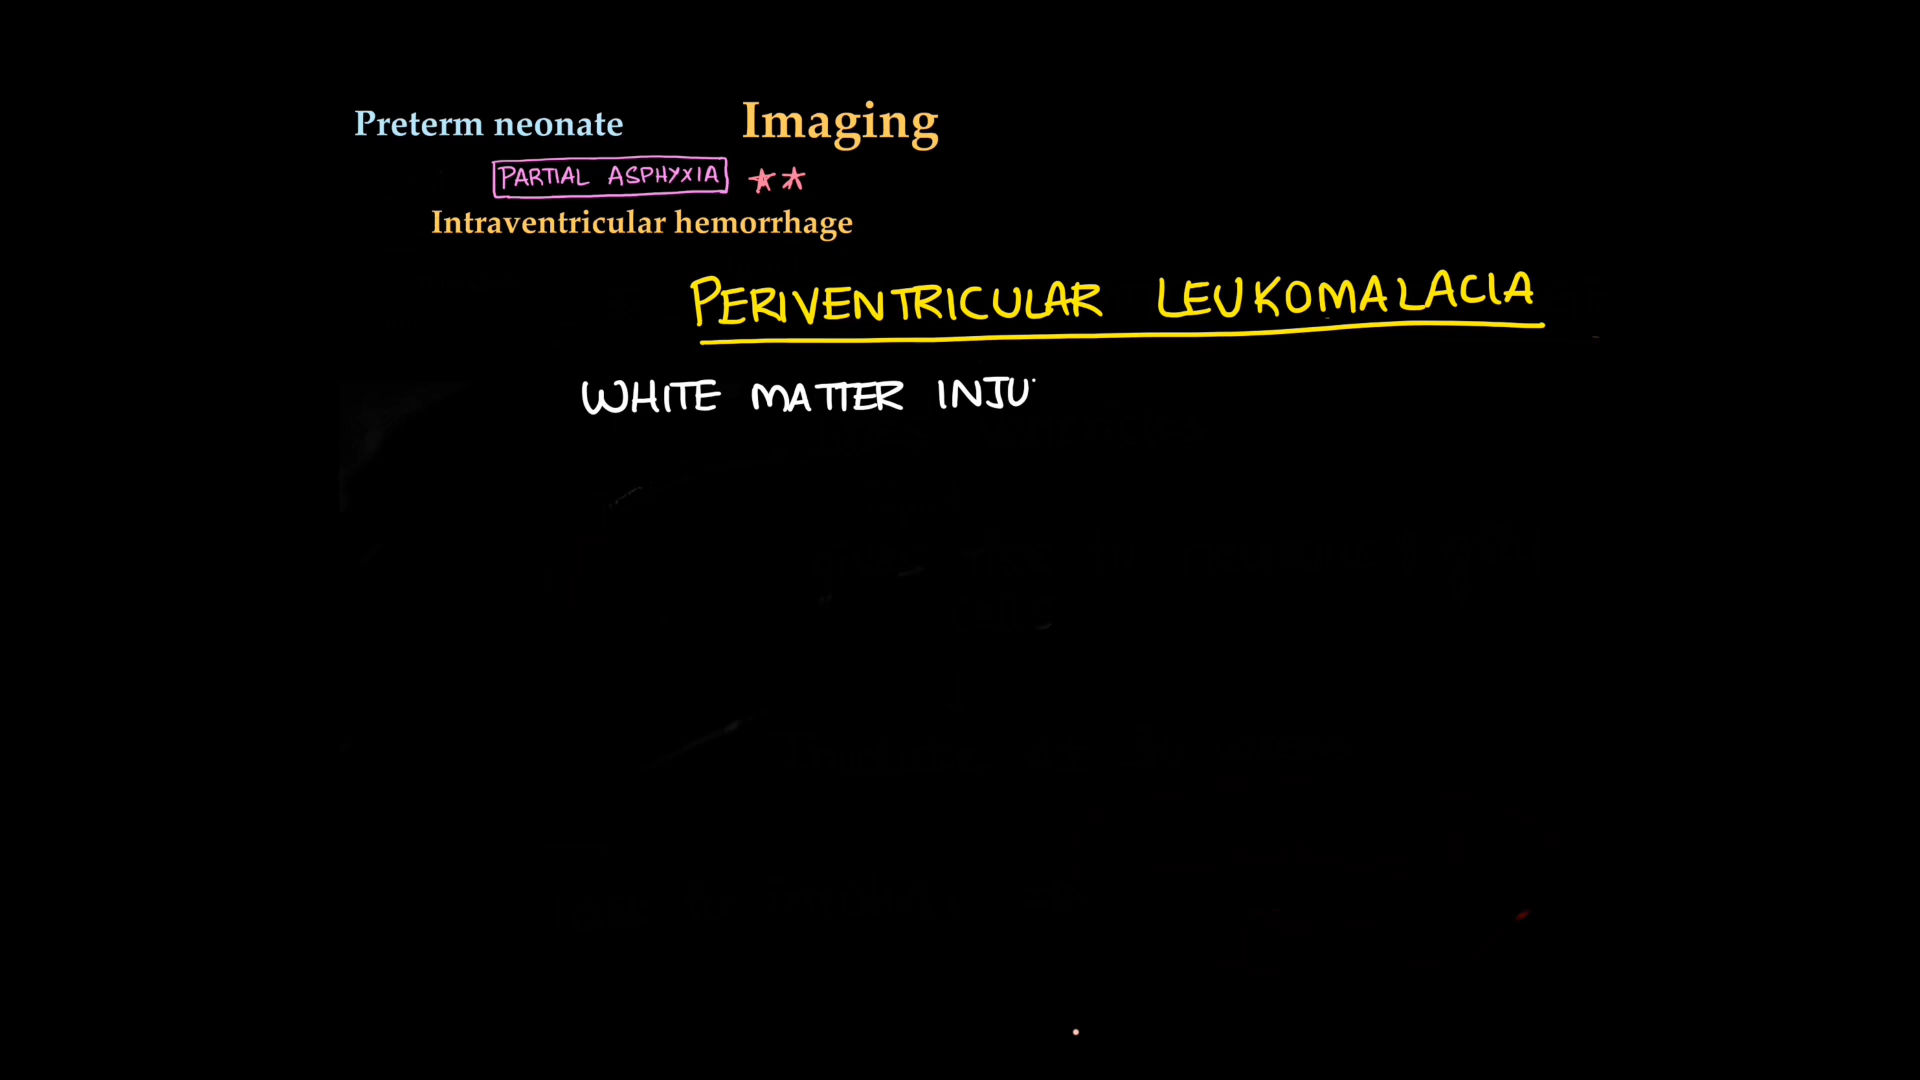 Preterm neonate Imaging
PARTIAL ASPHYXIA
Intraventricular hemorrhage
PERIVENTRICULAR LEUKOMALACIA
WHITE MATTER INJU